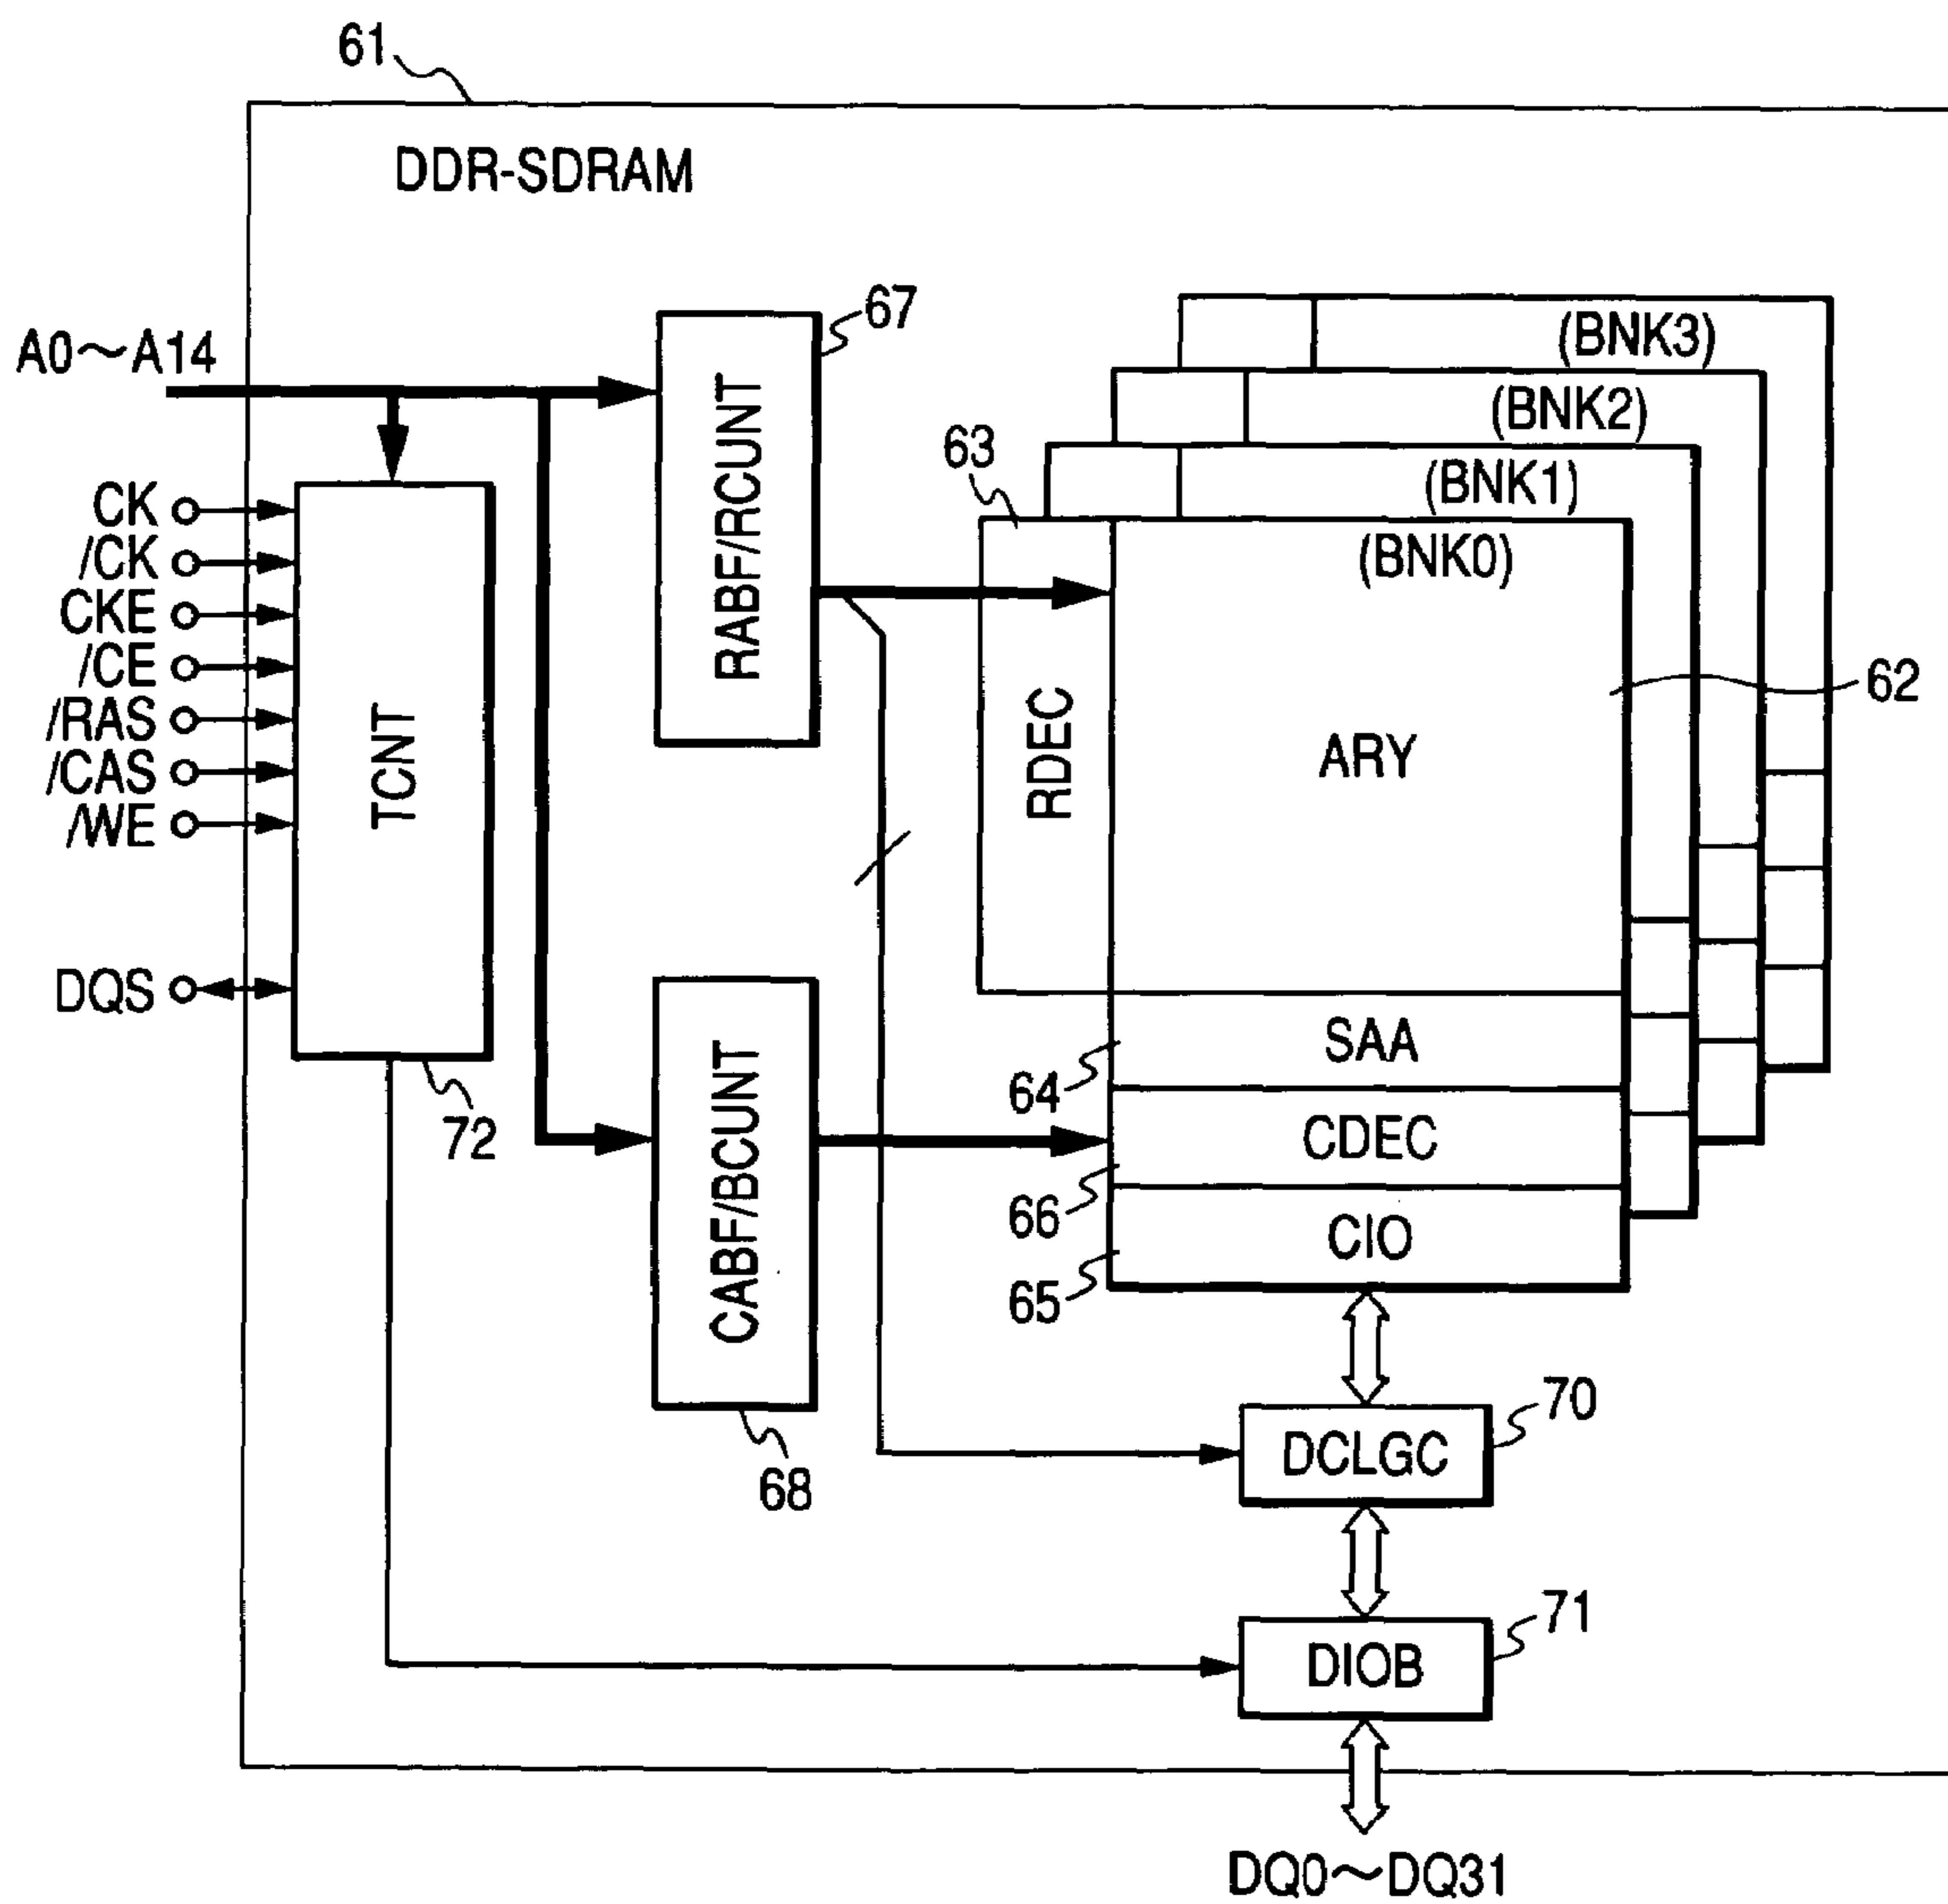 61
DDR-SDRAM
67
A0～A14
(BNK3)
(BNK2)
63
(BNK1)
(BNK0)
CK
/CK
CKE
/CE
/RAS
/CAS
/WE
DQS
TCNT
RABF/RCUNT
RDEC
ARY
62
72
CABF/BCUNT
SAA
64
CDEC
66
CIO
65
68
DCLGC
70
DIOB
71
DQ0～DQ31